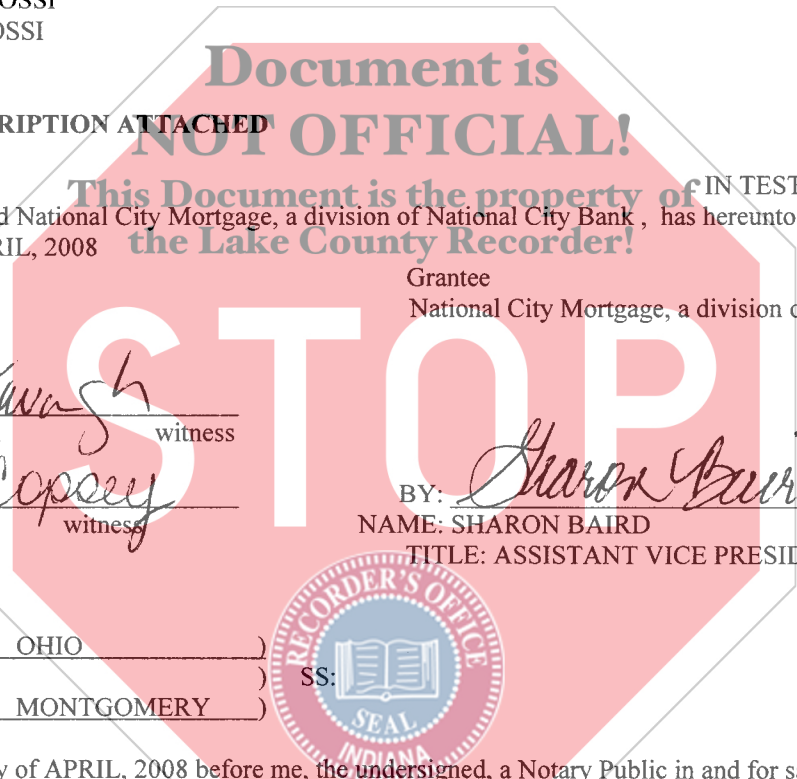 OSSI
OSSI
Document is
RIPTION ATTACHED
NOT OFFICIAL!
This Document is the property of IN TEST
d National City Mortgage, a division of National City Bank , has hereunto
RIL, 2008 the Lake County Recorder!
Grantee
National City Mortgage, a division o
STOP
witness
Copsey
witness
BY: Sharon Bair
NAME: SHARON BAIRD
TITLE: ASSISTANT VICE PRESID
RECORDER'S OFFICE
OHIO )
) SS:
MONTGOMERY )
SEAL
INDIANA
y of APRIL, 2008 before me, the undersigned, a Notary Public in and for s